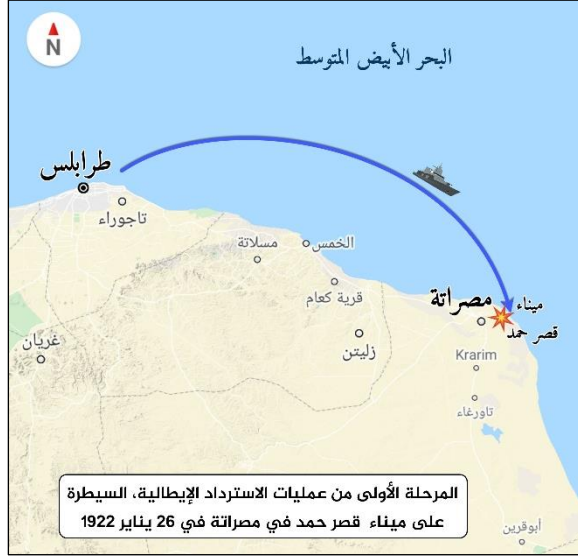 N
البحر الأبيض المتوسط
طرابلس
تاجوراء
الخمس
مسلاتة
قرية كعام
ميناء
مصراتة
قصر حمد
زليتن
غريان
Krarim
تاورغاء
أبوقرين
المرحلة الأولى من عمليات الاسترداد الإيطالية، السيطرة
على ميناء قصر حمد في مصراتة في 26 يناير 1922